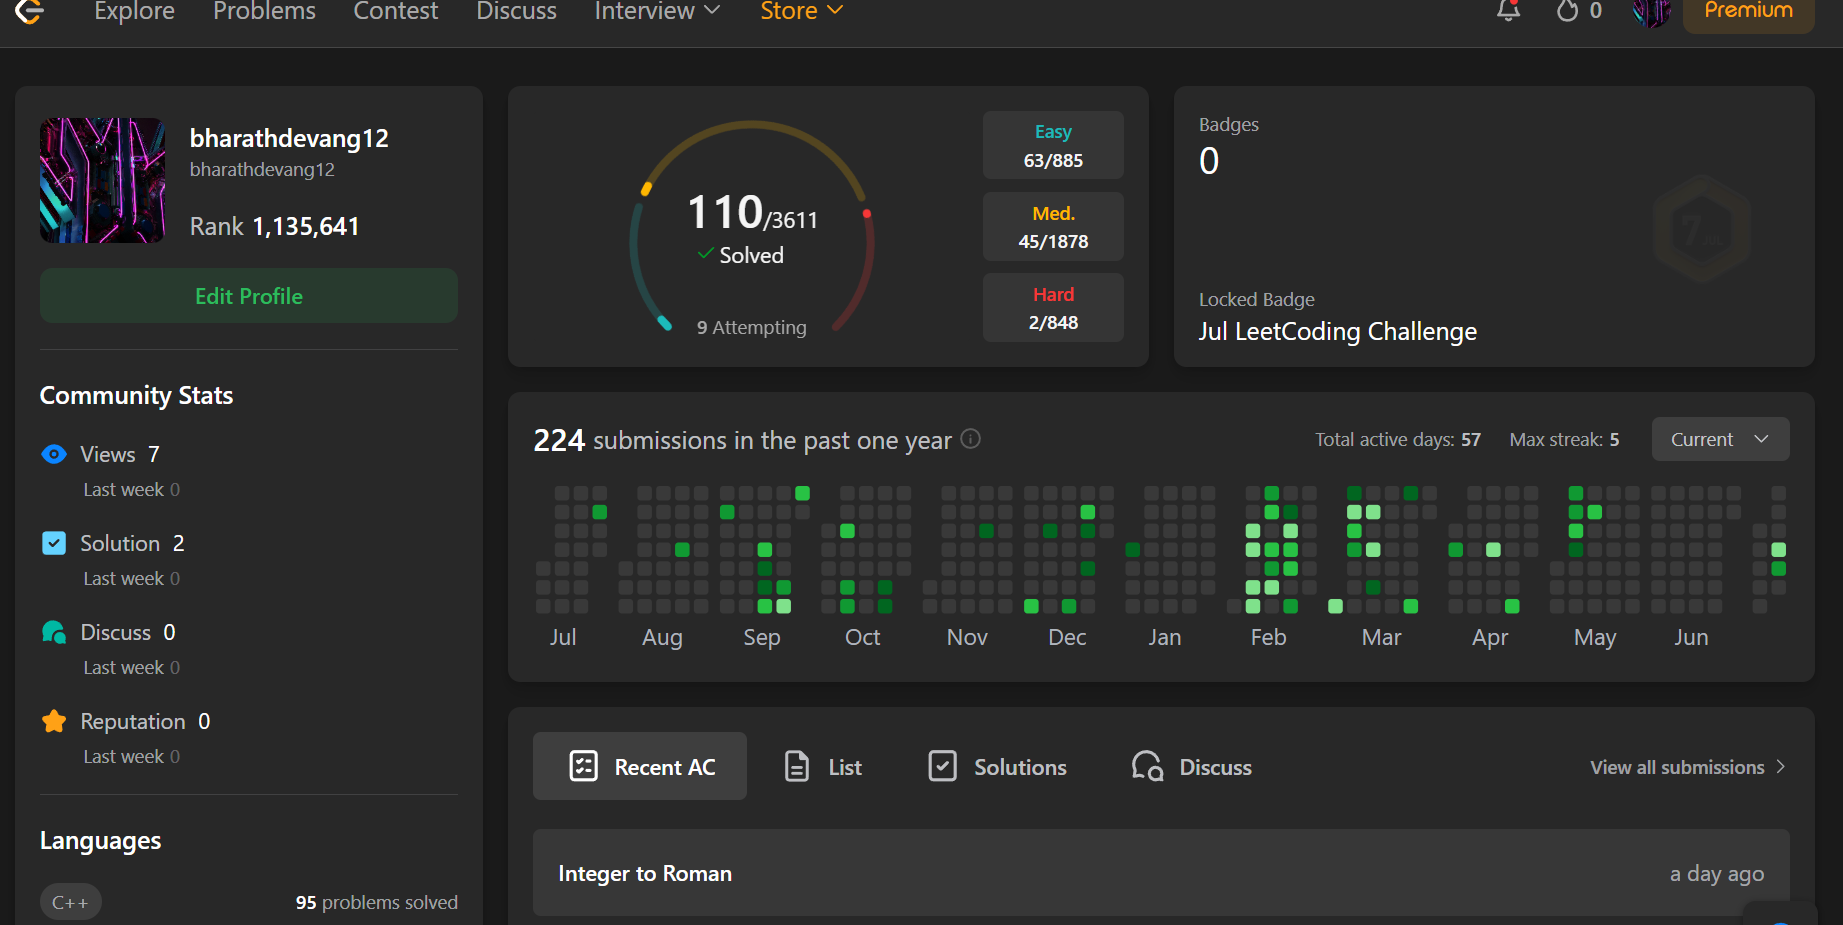 Explore Problems Contest Discuss Interview Store 0 Premium
bharathdevang12
bharathdevang12
Rank 1,135,641
Edit Profile
Community Stats
Views 7
Last week 0
Solution 2
Last week 0
Discuss 0
Last week 0
Reputation 0
Last week 0
Languages
C++ 95 problems solved
110/3611
Solved
9 Attempting
Easy
63/885
Med.
45/1878
Hard
2/848
Badges
0
Locked Badge
Jul LeetCoding Challenge
224 submissions in the past one year
Total active days: 57 Max streak: 5 Current
Jul Aug Sep Oct Nov Dec Jan Feb Mar Apr May Jun
Recent AC List Solutions Discuss View all submissions
Integer to Roman a day ago